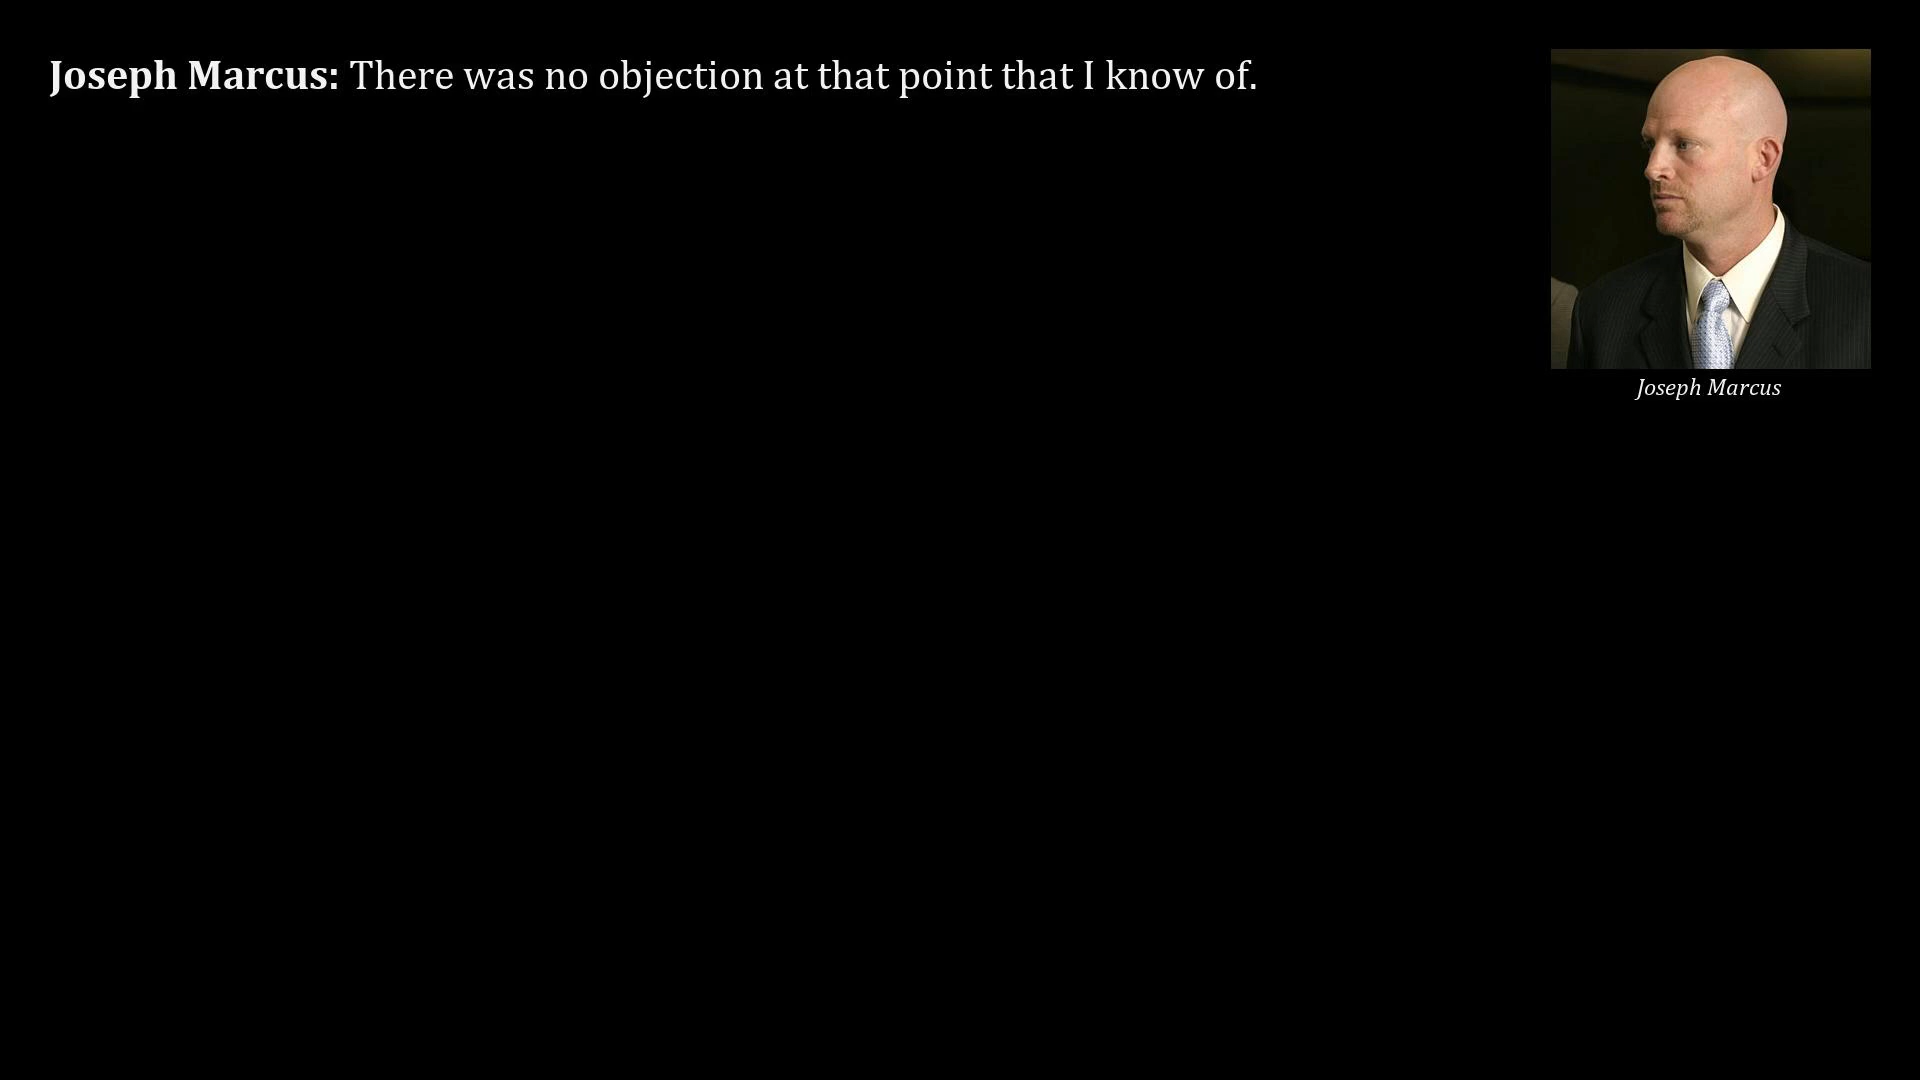 Joseph Marcus: There was no objection at that point that I know of.
Joseph Marcus